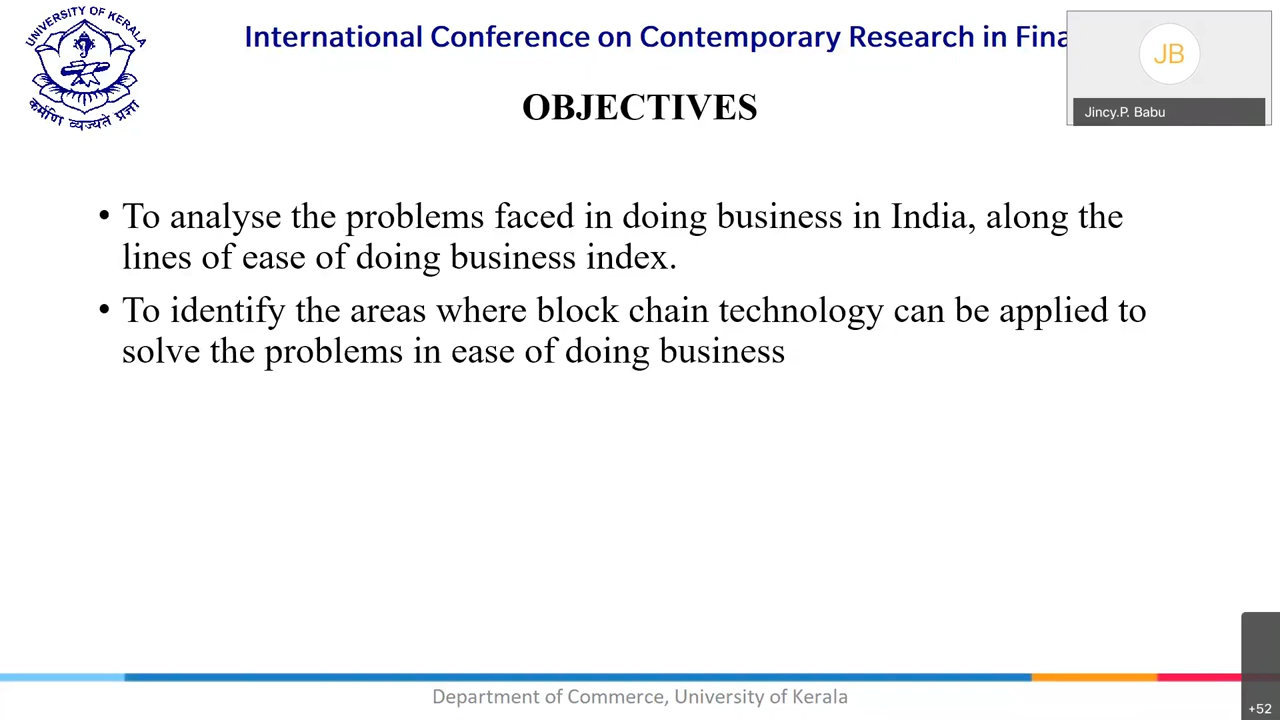 UNIVERSITY OF KERALA
कर्मणि व्यज्यते प्रज्ञा
International Conference on Contemporary Research in Fina
JB
Jincy.P. Babu
OBJECTIVES
• To analyse the problems faced in doing business in India, along the
lines of ease of doing business index.
• To identify the areas where block chain technology can be applied to
solve the problems in ease of doing business
Department of Commerce, University of Kerala
+52